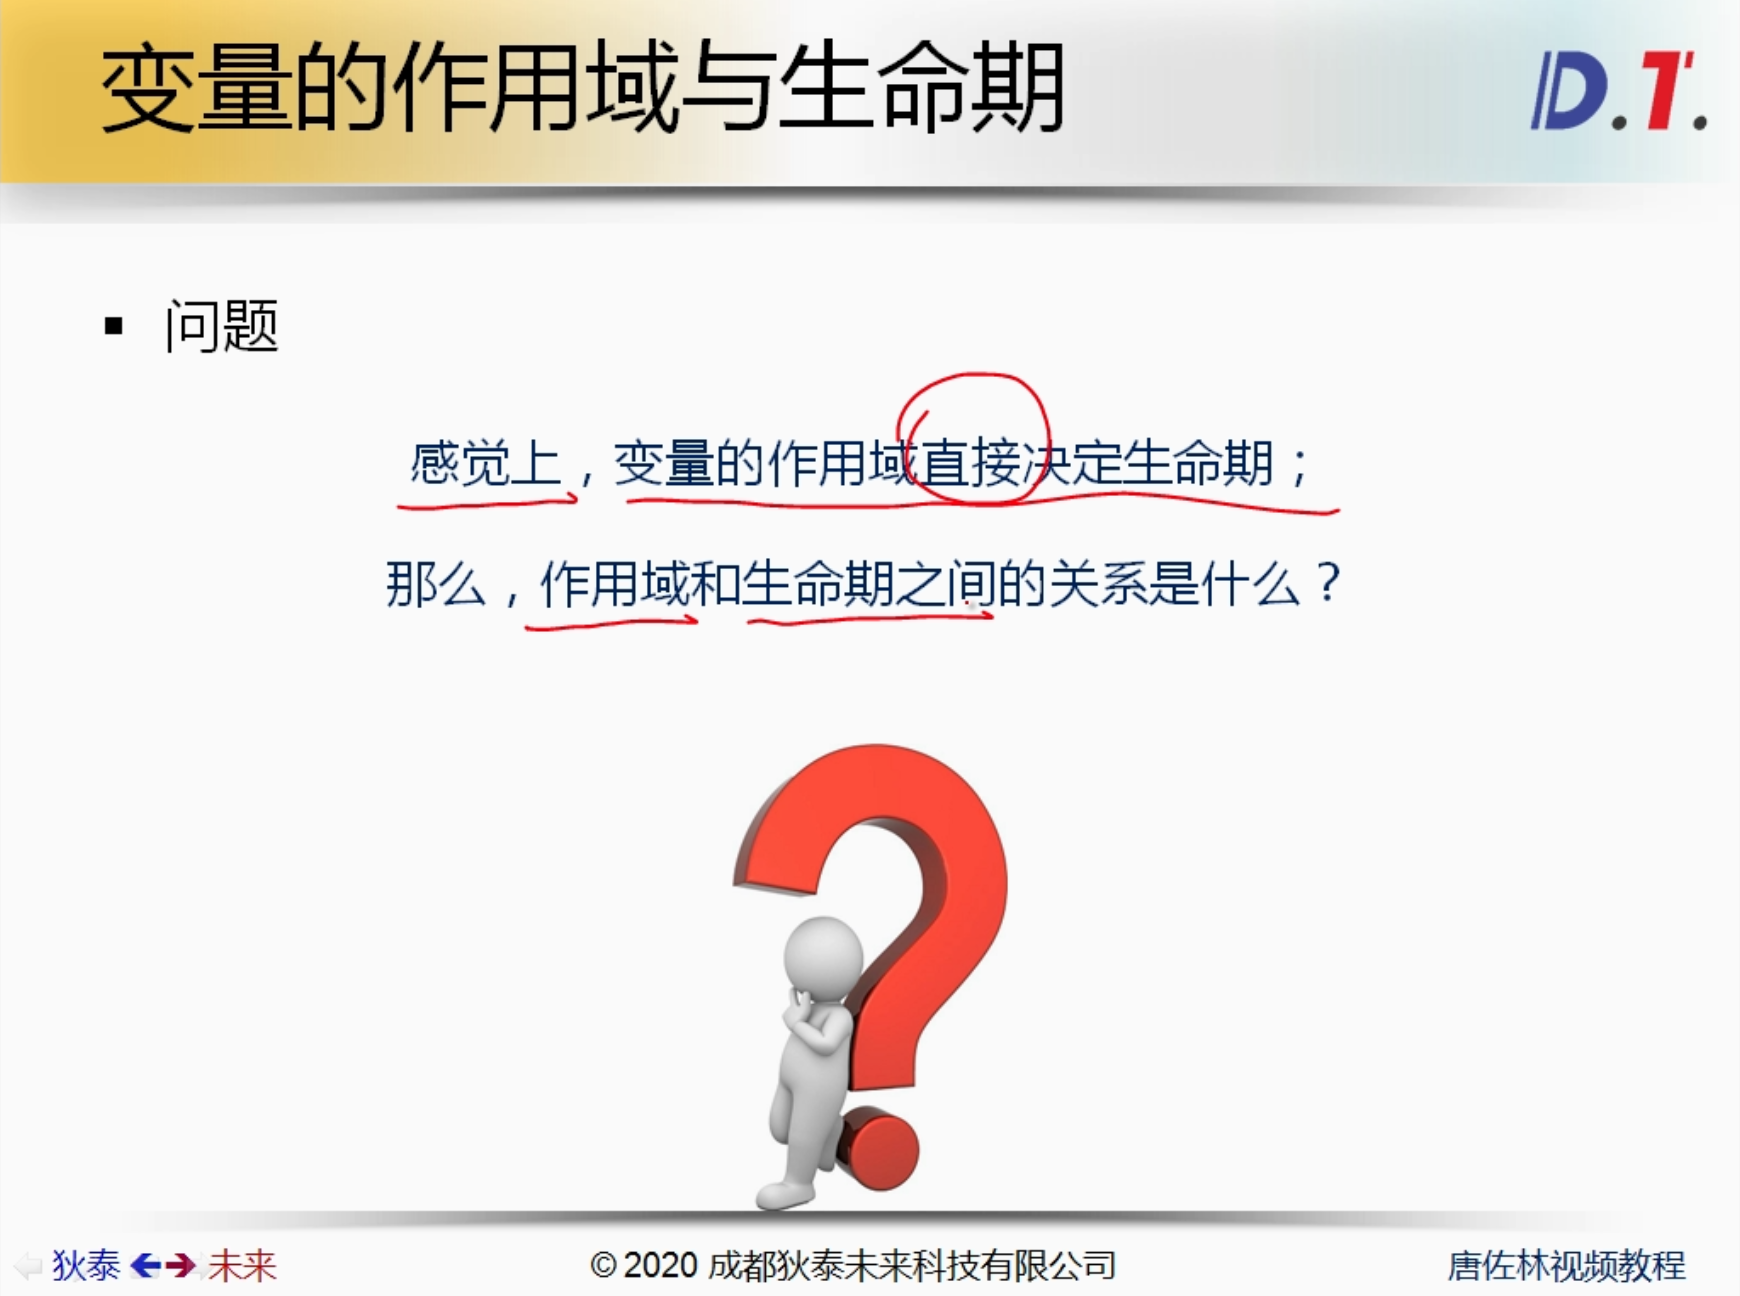 变量的作用域与生命期
D.T.
问题
感觉上，变量的作用域直接决定生命期；
那么，作用域和生命期之间的关系是什么？
狄泰 未来
© 2020 成都狄泰未来科技有限公司
唐佐林视频教程